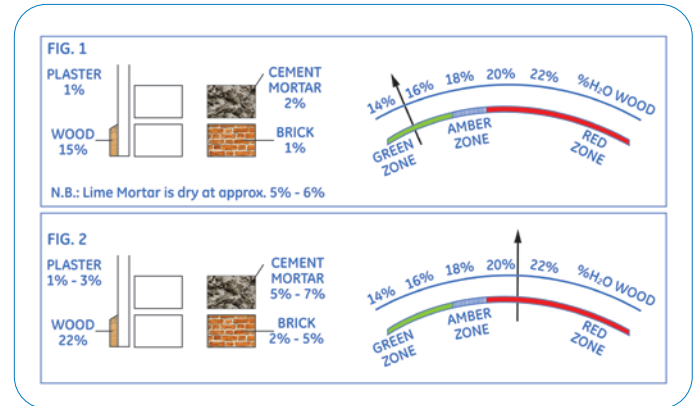 FIG. 1
PLASTER
1%
WOOD
15%
CEMENT
MORTAR
2%
BRICK
1%
N.B.: Lime Mortar is dry at approx. 5% - 6%
14% 16% 18% 20% 22% %H₂O WOOD
GREEN
ZONE
AMBER
ZONE
RED
ZONE
FIG. 2
PLASTER
1% - 3%
WOOD
22%
CEMENT
MORTAR
5% - 7%
BRICK
2% - 5%
14% 16% 18% 20% 22% %H₂O WOOD
GREEN
ZONE
AMBER
ZONE
RED
ZONE